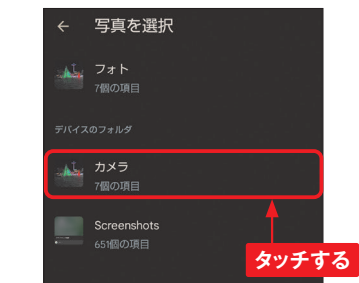 ← 写真を選択
フォト
7個の項目
デバイスのフォルダ
カメラ
7個の項目
Screenshots
651個の項目
タッチする